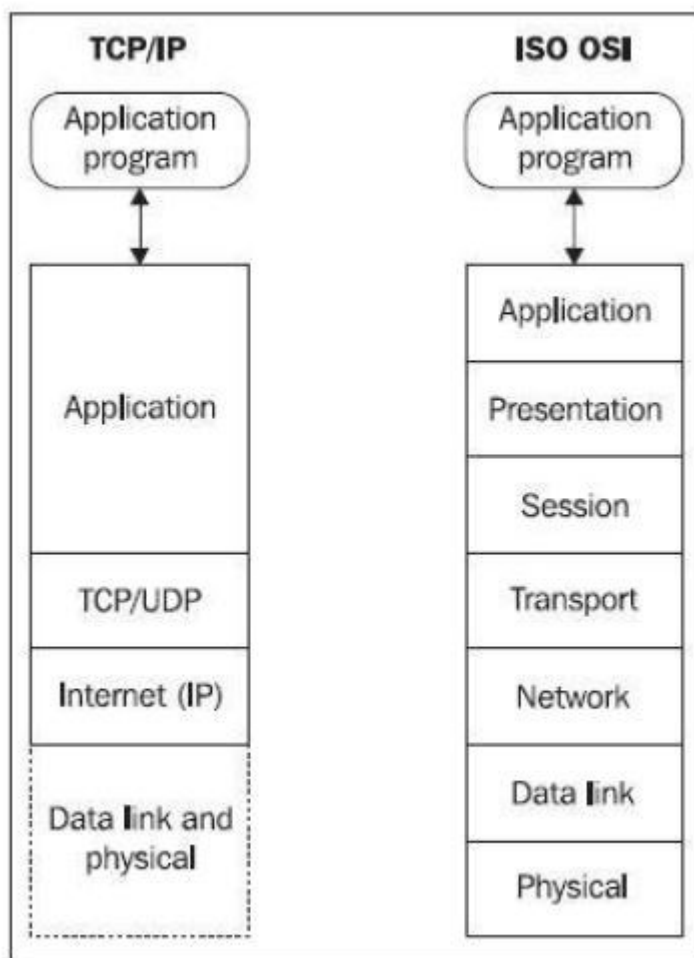 TCP/IP
Application
program
Application
TCP/UDP
Internet (IP)
Data link and
physical
ISO OSI
Application
program
Application
Presentation
Session
Transport
Network
Data link
Physical